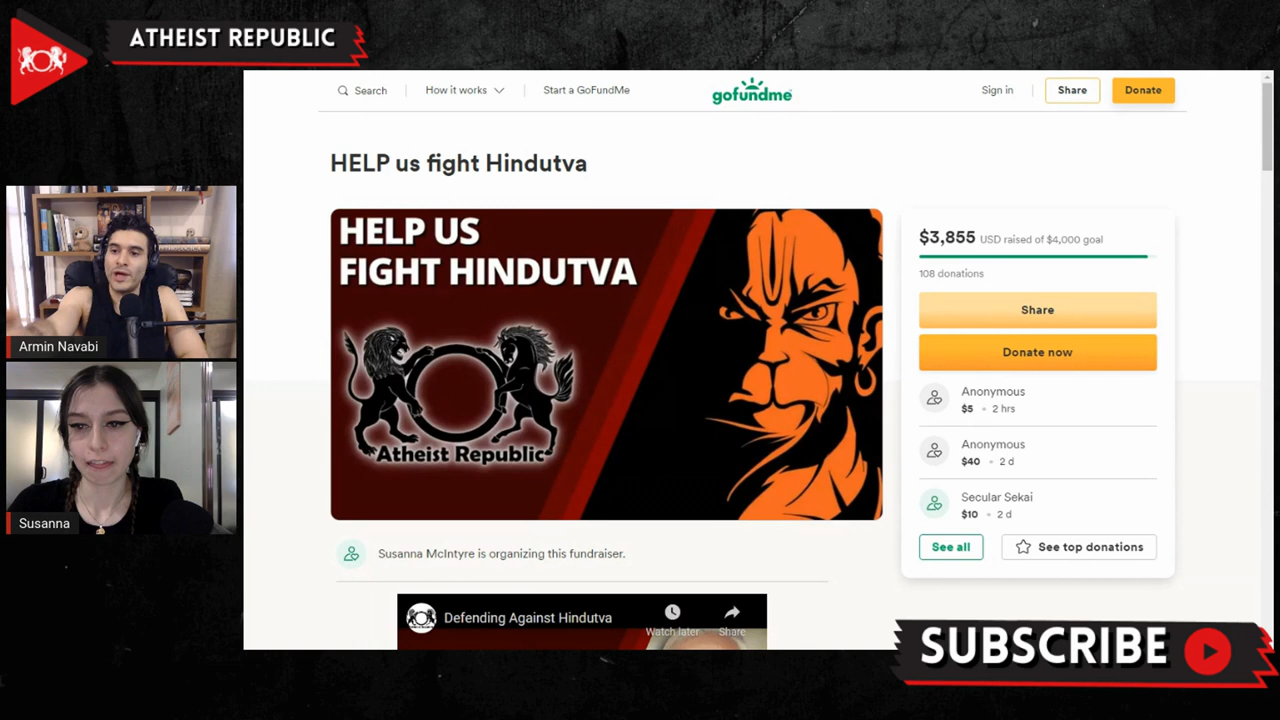 ATHEIST REPUBLIC
Search
How it works
Start a GoFundMe
gofundme
Sign in
Share
Donate
HELP us fight Hindutva
HELP US
FIGHT HINDUTVA
Atheist Republic
$3,855 USD raised of $4,000 goal
108 donations
Share
Donate now
Anonymous
$5 • 2 hrs
Anonymous
$40 • 2 d
Secular Sekai
$10 • 2 d
See all
See top donations
Susanna McIntyre is organizing this fundraiser.
Defending Against Hindutva
Watch later
Share
Armin Navabi
Susanna
SUBSCRIBE